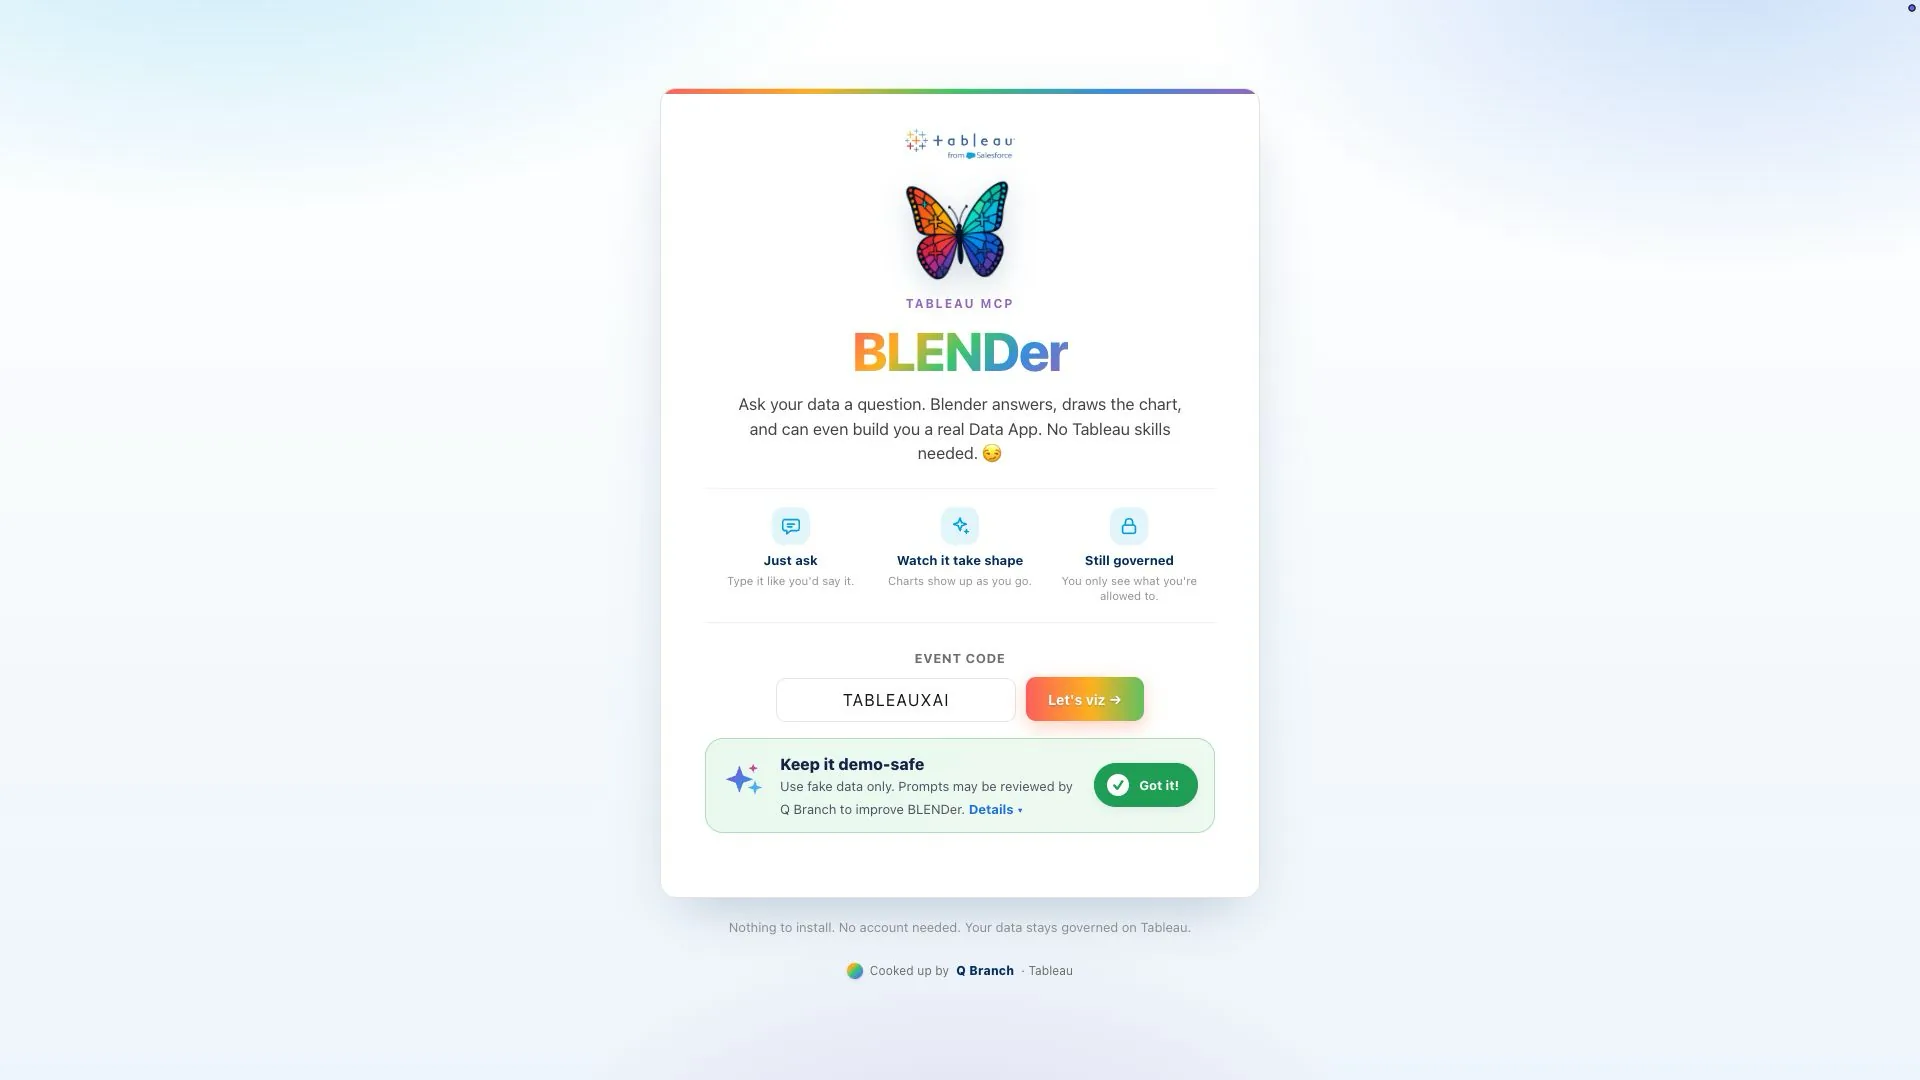 tableau
from Salesforce
TABLEAU MCP
BLENDer
Ask your data a question. Blender answers, draws the chart,
and can even build you a real Data App. No Tableau skills
needed. 😏
Just ask
Type it like you'd say it.
Watch it take shape
Charts show up as you go.
Still governed
You only see what you're
allowed to.
EVENT CODE
TABLEAUXAI
Let's viz →
Keep it demo-safe
Use fake data only. Prompts may be reviewed by
Q Branch to improve BLENDer. Details ▾
Got it!
Nothing to install. No account needed. Your data stays governed on Tableau.
Cooked up by Q Branch · Tableau